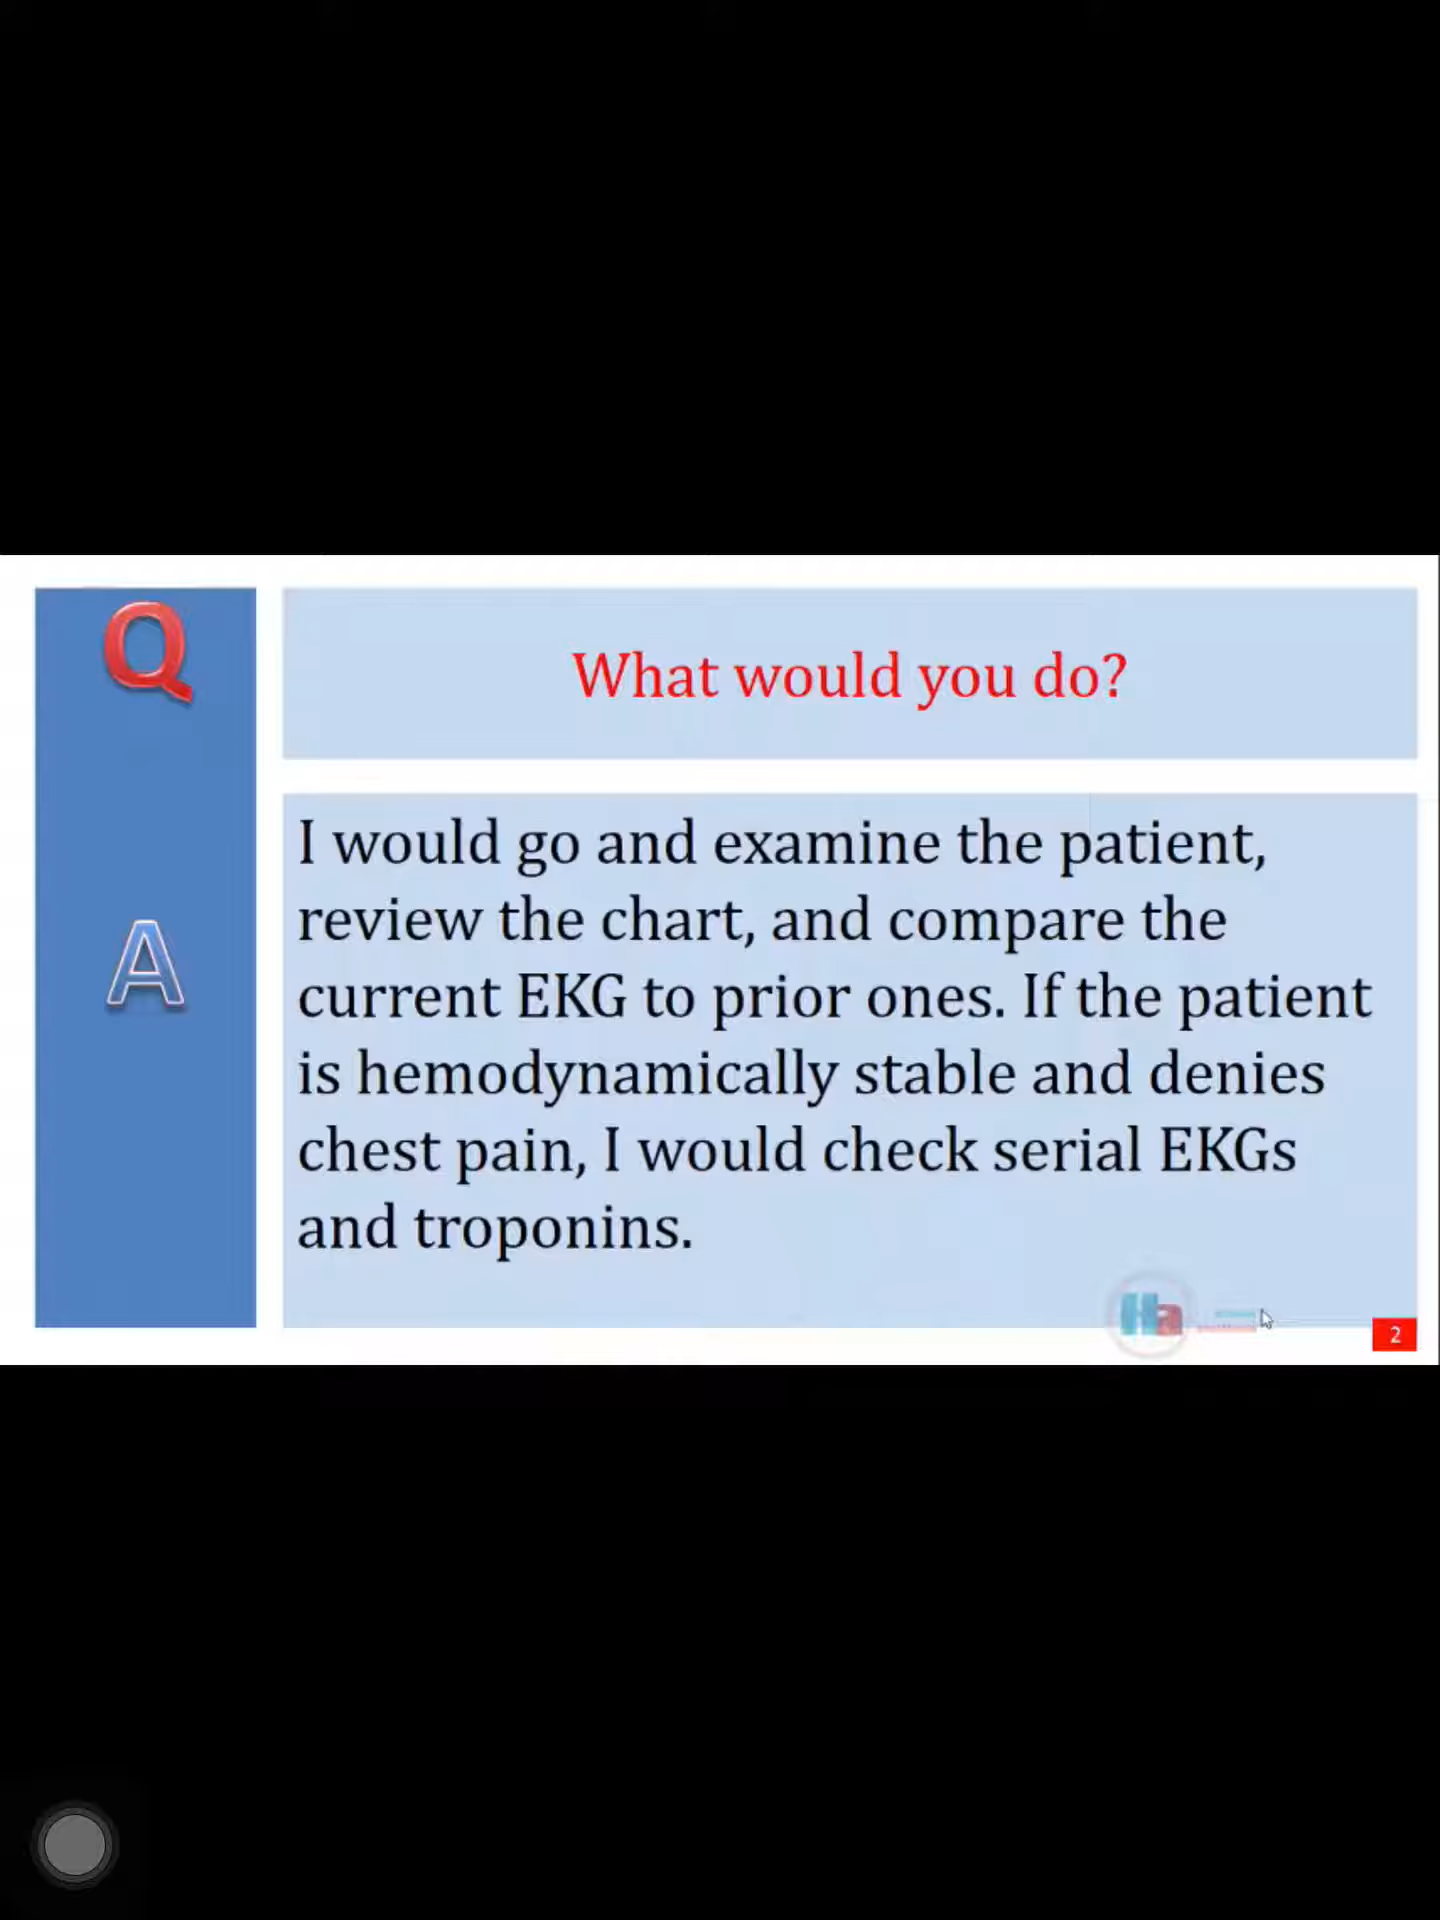 Q
What would you do?
A
I would go and examine the patient,
review the chart, and compare the
current EKG to prior ones. If the patient
is hemodynamically stable and denies
chest pain, I would check serial EKGs
and troponins.
Ha
2